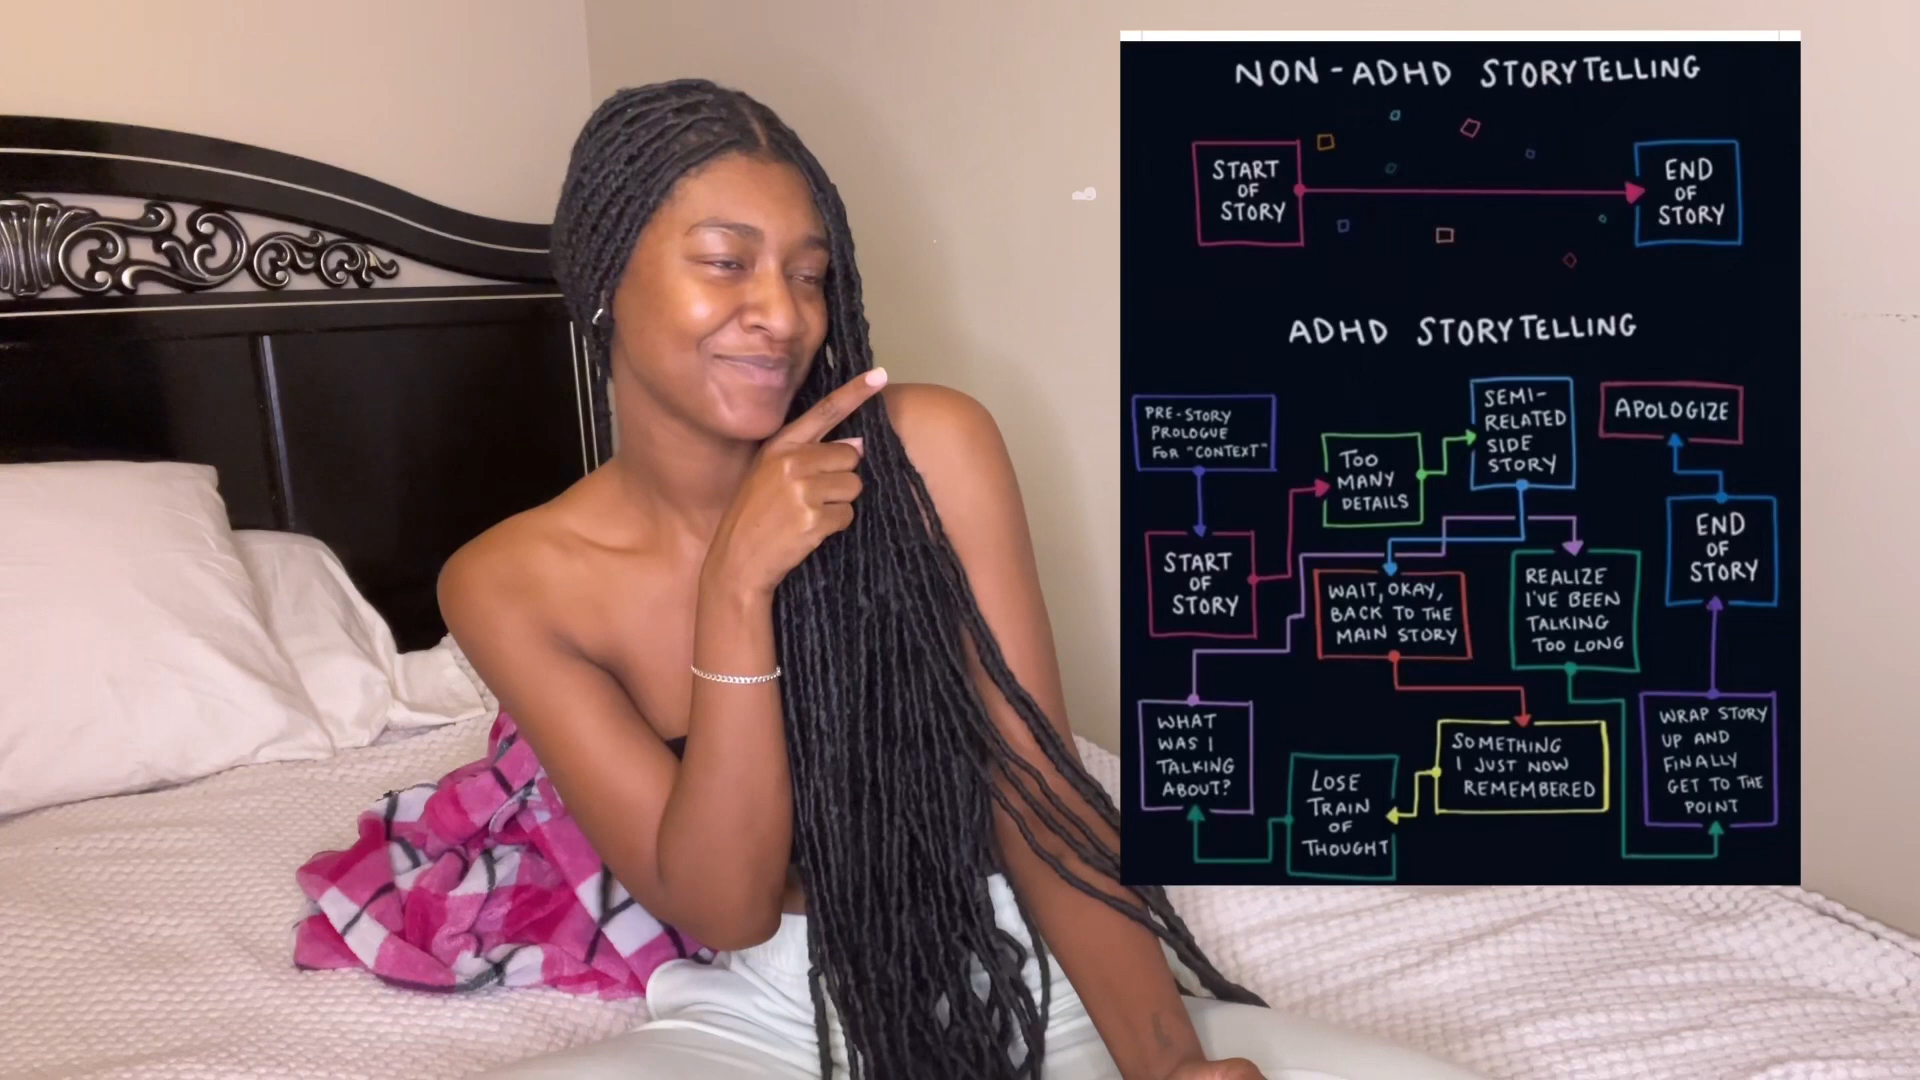 NON-ADHD STORYTELLING
START
OF
STORY
END
OF
STORY
ADHD STORYTELLING
PRE-STORY
PROLOGUE
FOR "CONTEXT"
START
OF
STORY
TOO
MANY
DETAILS
SEMI-
RELATED
SIDE
STORY
WAIT, OKAY,
BACK TO THE
MAIN STORY
SOMETHING
I JUST NOW
REMEMBERED
LOSE
TRAIN
OF
THOUGHT
WHAT
WAS I
TALKING
ABOUT?
REALIZE
I'VE BEEN
TALKING
TOO LONG
WRAP STORY
UP AND
FINALLY
GET TO THE
POINT
END
OF
STORY
APOLOGIZE